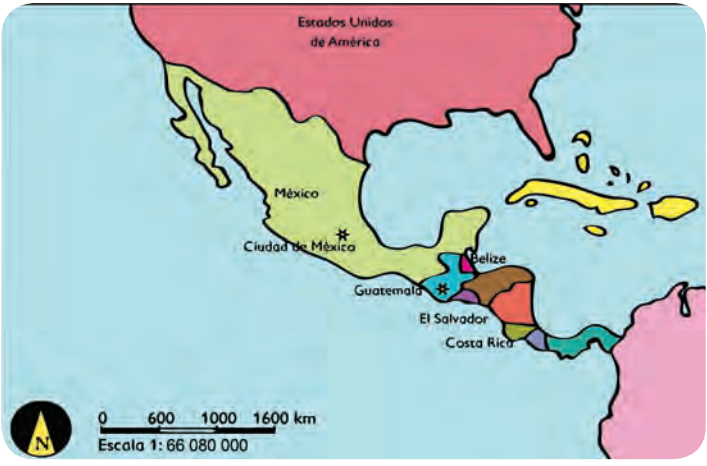 Estados Unidos
de América
México
Ciudad de México
Belize
Guatemala
El Salvador
Costa Rica
N
0 600 1000 1600 km
Escala 1: 66 080 000